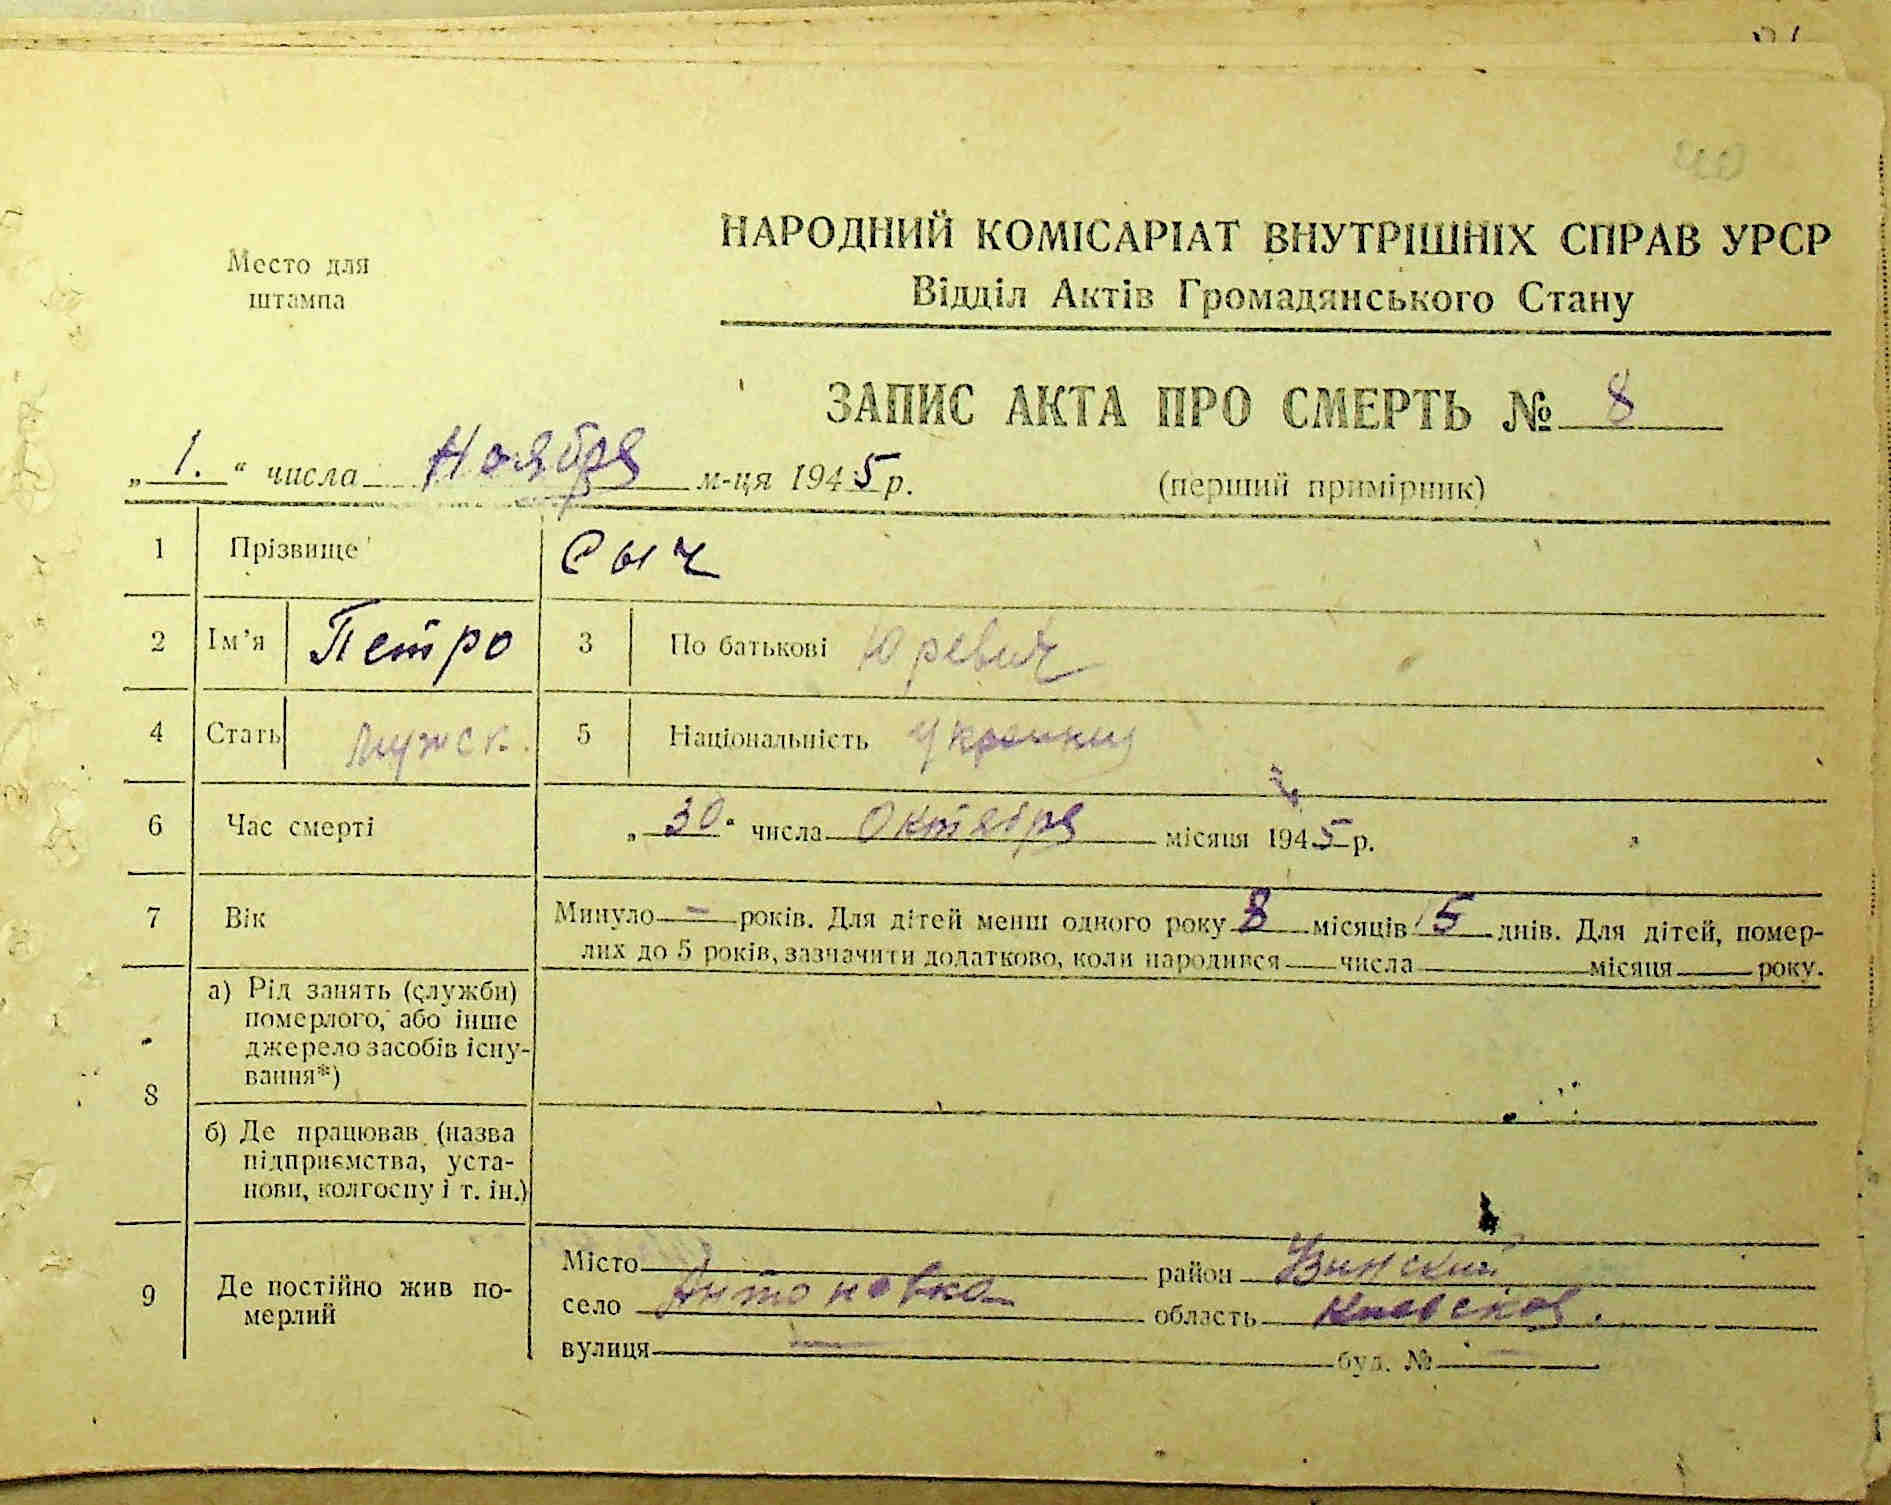 Место для
штампа
НАРОДНИЙ КОМІСАРІАТ ВНУТРІШНІХ СПРАВ УРСР
Відділ Актів Громадянського Стану
ЗАПИС АКТА ПРО СМЕРТЬ № 8
„ 1. “ числа Ноября м-ця 1945 р.
(перший примірник)
1 Прізвище Сыч
2 Ім’я Петро 3 По батькові Юревич
4 Стать мужск. 5 Національність
6 Час смерті „ 30 “ числа Октября місяця 1945 р.
7 Вік Минуло — років. Для дітей менш одного року 8 місяців 15 днів. Для дітей, помер-
лих до 5 років, зазначити додатково, коли народився числа місяця року.
8 а) Рід занять (служби)
померлого, або інше
джерело засобів існу-
вання*)
б) Де працював (назва
підприємства, уста-
нови, колгоспу і т. ін.)
9 Де постійно жив по-
мерлий
Місто район
село Антоновка область Киевская.
вулиця — буд. № —